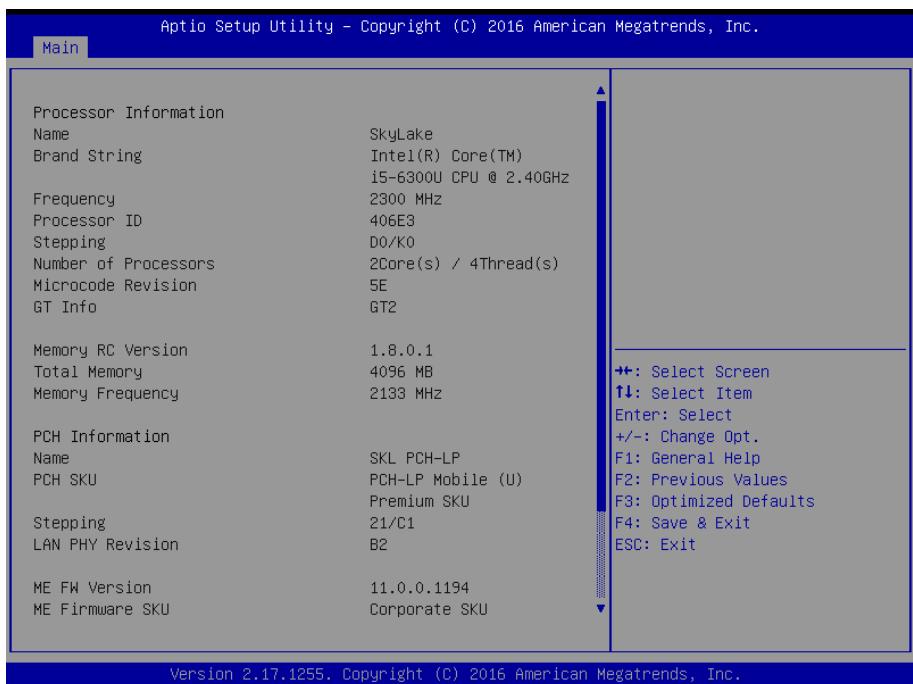 Aptio Setup Utility – Copyright (C) 2016 American Megatrends, Inc.
Main
Processor Information
Name SkyLake
Brand String Intel(R) Core(TM)
i5-6300U CPU @ 2.40GHz
Frequency 2300 MHz
Processor ID 406E3
Stepping D0/K0
Number of Processors 2Core(s) / 4Thread(s)
Microcode Revision 5E
GT Info GT2
Memory RC Version 1.8.0.1
Total Memory 4096 MB
Memory Frequency 2133 MHz
PCH Information
Name SKL PCH-LP
PCH SKU PCH-LP Mobile (U)
Premium SKU
Stepping 21/C1
LAN PHY Revision B2
ME FW Version 11.0.0.1194
ME Firmware SKU Corporate SKU
→←: Select Screen
↑↓: Select Item
Enter: Select
+/-: Change Opt.
F1: General Help
F2: Previous Values
F3: Optimized Defaults
F4: Save & Exit
ESC: Exit
Version 2.17.1255. Copyright (C) 2016 American Megatrends, Inc.